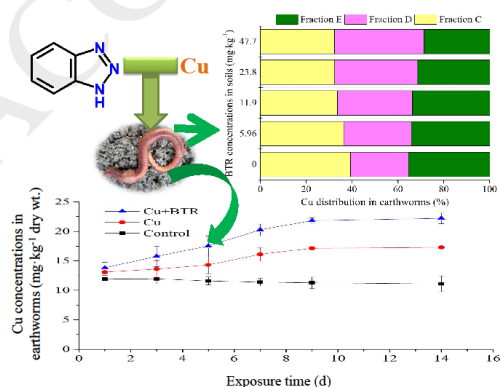 ACC
Fraction E Fraction D Fraction C
BTR concentrations in soils (mg·kg-1)
47.7
23.8
11.9
5.96
0
0 20 40 60 80 100
Cu distribution in earthworms (%)
N
N
N
H
Cu
Cu concentrations in
earthworms (mg·kg-1 dry wt.)
25
20
15
10
5
0
Cu+BTR
Cu
Control
0 2 4 6 8 10 12 14 16
Exposure time (d)